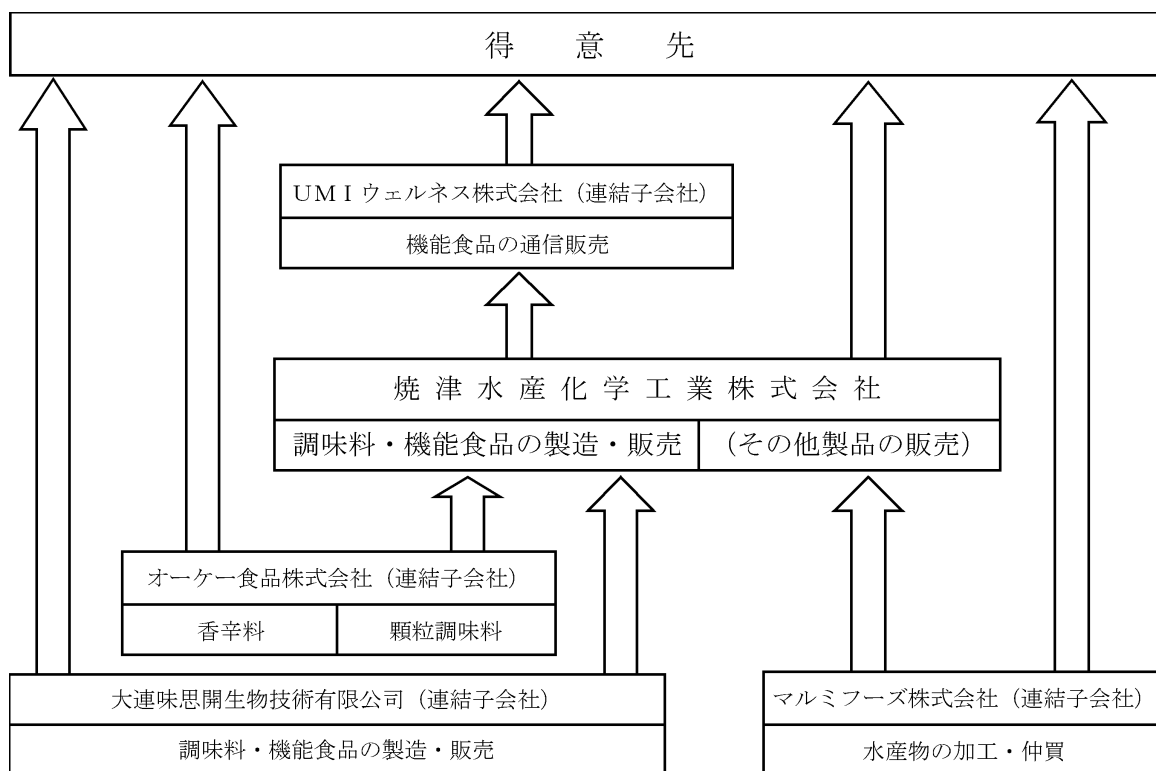 得意先
ＵＭＩウェルネス株式会社（連結子会社）
機能食品の通信販売
焼津水産化学工業株式会社
調味料・機能食品の製造・販売
（その他製品の販売）
オーケー食品株式会社（連結子会社）
香辛料
顆粒調味料
大連味思開生物技術有限公司（連結子会社）
調味料・機能食品の製造・販売
マルミフーズ株式会社（連結子会社）
水産物の加工・仲買